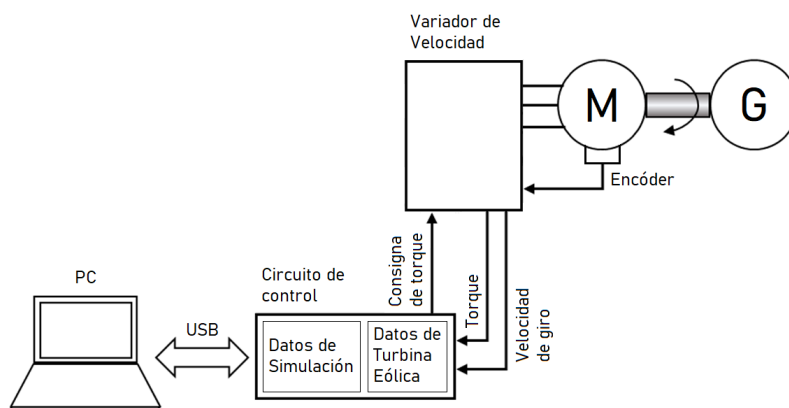 Variador de
Velocidad
M
G
Encóder
Consigna
de torque
Torque
Velocidad
de giro
PC
USB
Circuito de
control
Datos de
Simulación
Datos de
Turbina
Eólica